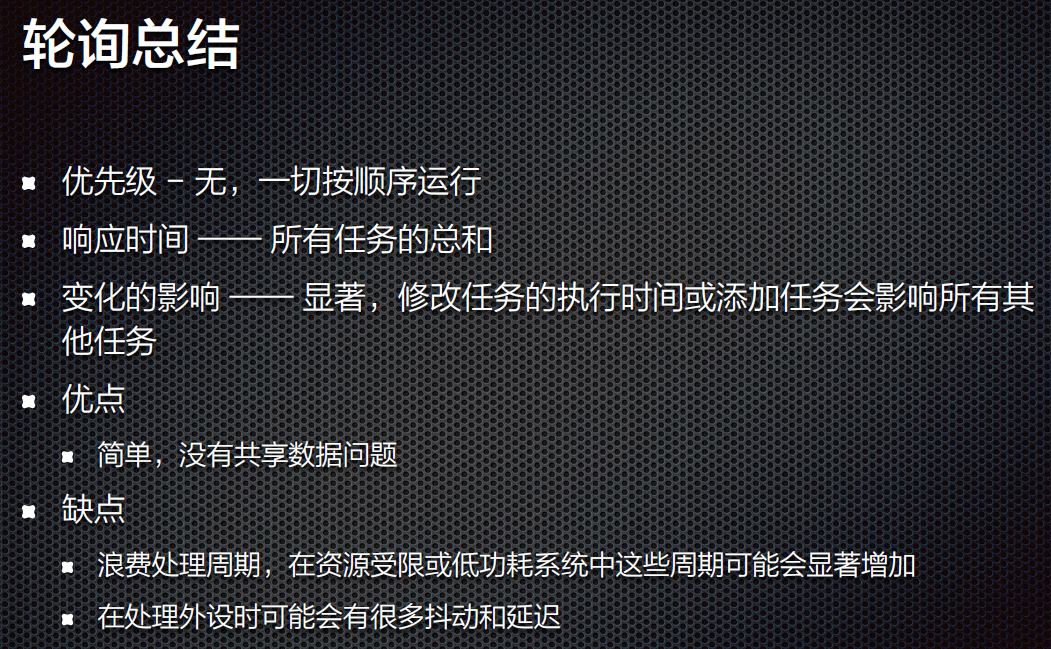 轮询总结
优先级 – 无，一切按顺序运行
响应时间 —— 所有任务的总和
变化的影响 —— 显著，修改任务的执行时间或添加任务会影响所有其
他任务
优点
简单，没有共享数据问题
缺点
浪费处理周期，在资源受限或低功耗系统中这些周期可能会显著增加
在处理外设时可能会有很多抖动和延迟